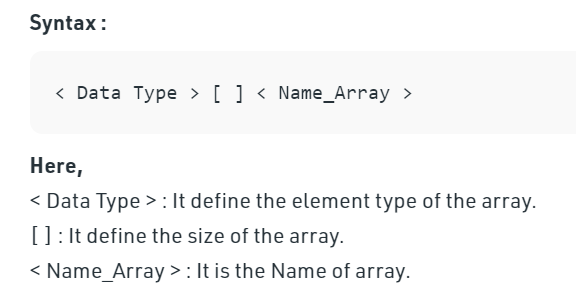 Syntax :
< Data Type > [ ] < Name_Array >
Here,
< Data Type > : It define the element type of the array.
[ ] : It define the size of the array.
< Name_Array > : It is the Name of array.